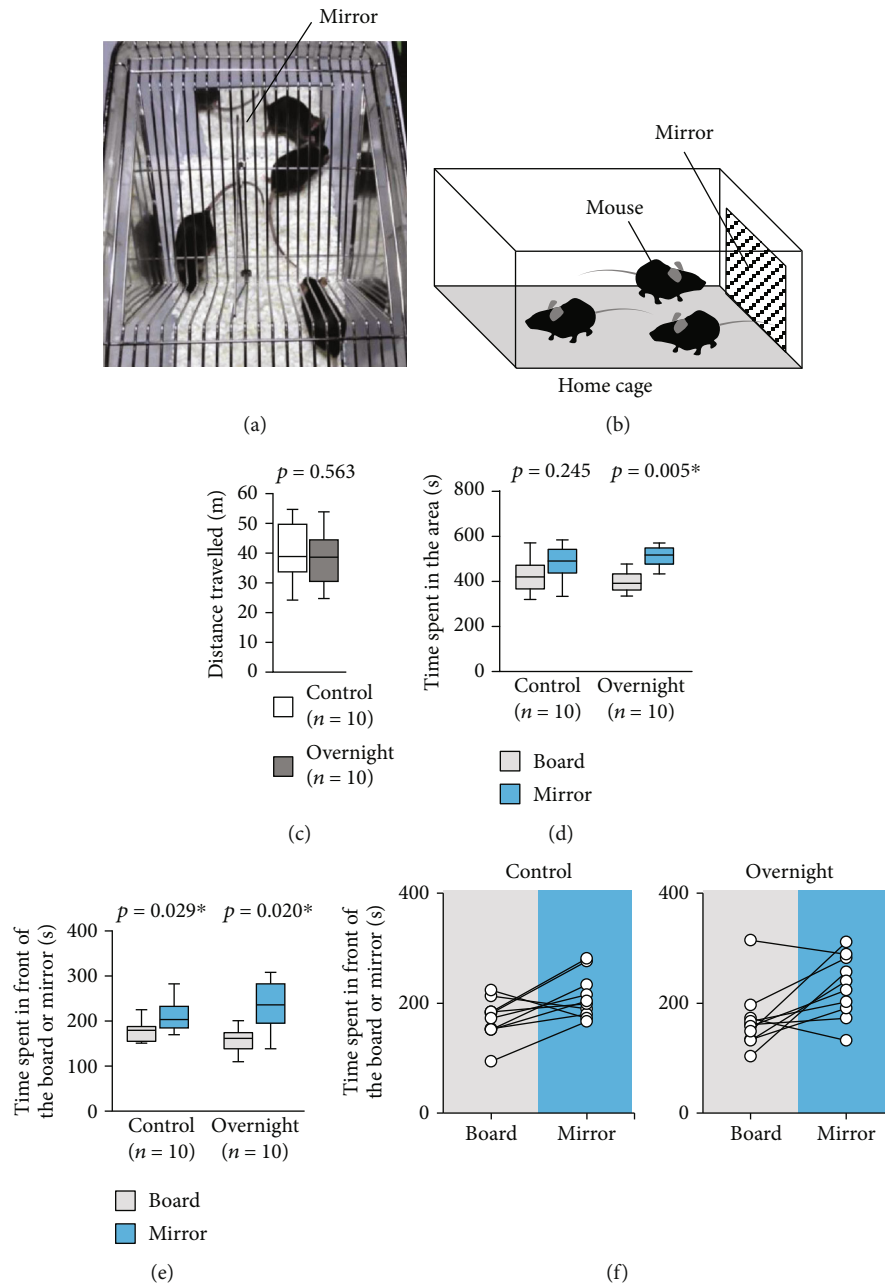 Mirror
Mirror
Mouse
Home cage
(a)
(b)
p = 0.563
Distance travelled (m)
60
50
40
30
20
10
0
Control
(n = 10)
Overnight
(n = 10)
(c)
p = 0.245
p = 0.005*
Time spent in the area (s)
800
600
400
200
0
Control
(n = 10)
Overnight
(n = 10)
Board
Mirror
(d)
p = 0.029*
p = 0.020*
Time spent in front of
the board or mirror (s)
400
300
200
100
0
Control
(n = 10)
Overnight
(n = 10)
Board
Mirror
(e)
Control
Time spent in front of
the board or mirror (s)
400
200
0
Board
Mirror
Overnight
400
200
0
Board
Mirror
(f)